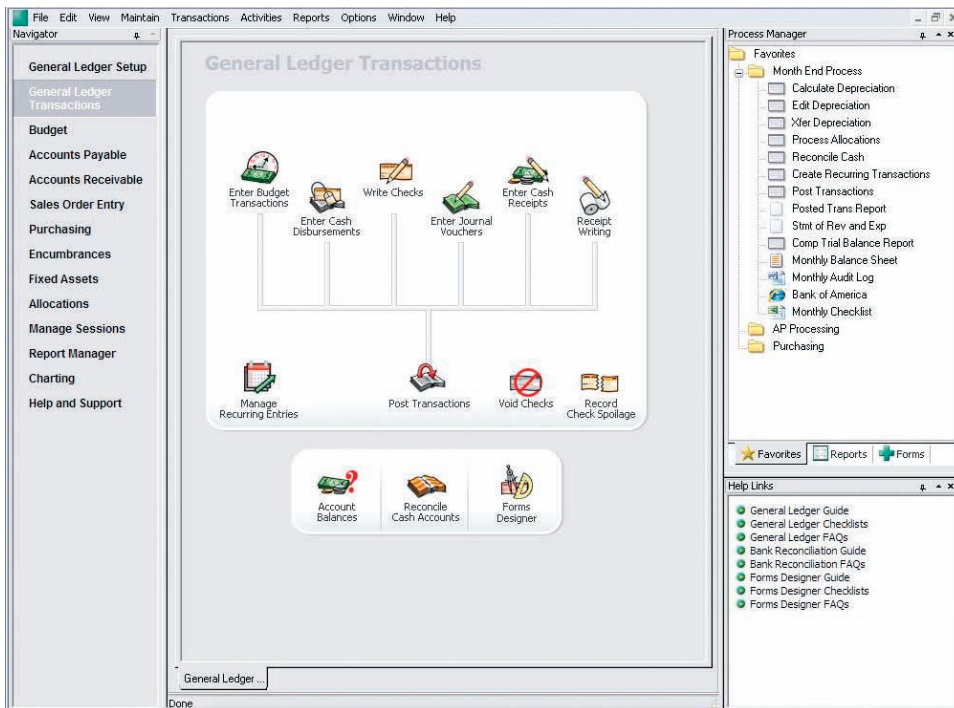 File Edit View Maintain Transactions Activities Reports Options Window Help
Navigator
General Ledger Setup
General Ledger
Transactions
Budget
Accounts Payable
Accounts Receivable
Sales Order Entry
Purchasing
Encumbrances
Fixed Assets
Allocations
Manage Sessions
Report Manager
Charting
Help and Support
General Ledger Transactions
Enter Budget
Transactions
Enter Cash
Disbursements
Write Checks
Enter Journal
Vouchers
Enter Cash
Receipts
Receipt
Writing
Manage
Recurring Entries
Post Transactions
Void Checks
Record
Check Spoilage
Account
Balances
Reconcile
Cash Accounts
Forms
Designer
General Ledger ...
Done
Process Manager
Favorites
Month End Process
Calculate Depreciation
Edit Depreciation
Xfer Depreciation
Process Allocations
Reconcile Cash
Create Recurring Transactions
Post Transactions
Posted Trans Report
Stmt of Rev and Exp
Comp Trial Balance Report
Monthly Balance Sheet
Monthly Audit Log
Bank of America
Monthly Checklist
AP Processing
Purchasing
Favorites Reports Forms
Help Links
General Ledger Guide
General Ledger Checklists
General Ledger FAQs
Bank Reconciliation Guide
Bank Reconciliation FAQs
Forms Designer Guide
Forms Designer Checklists
Forms Designer FAQs